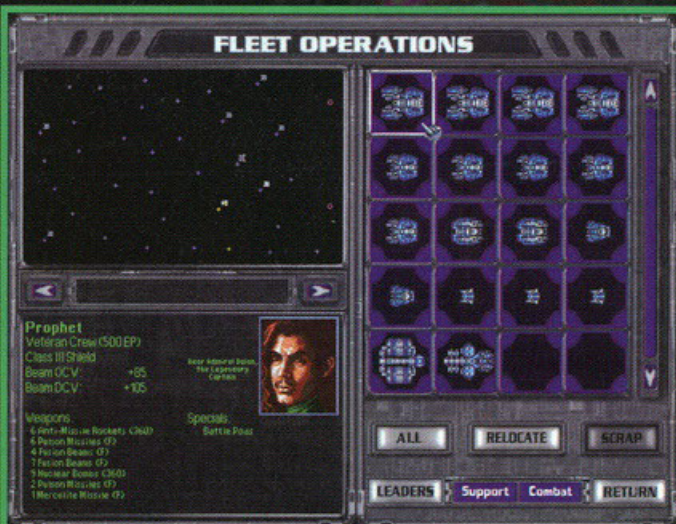 FLEET OPERATIONS
Prophet
Veteran Crew (500 EP)
Class III Shield
Beam OCV: +85
Beam DCV: +105
Rear Admiral
the Legendary
Captain
Weapons
6 Anti-Missile Rockets (360)
6 Pulson Missiles (F)
4 Fusion Beams (F)
7 Fusion Beams (F)
9 Nuclear Bombs (360)
2 Pulson Missiles (F)
1 Mercolite Missile (F)
Specials
Battle Pods
ALL
RELOCATE
SCRAP
LEADERS
Support
Combat
RETURN